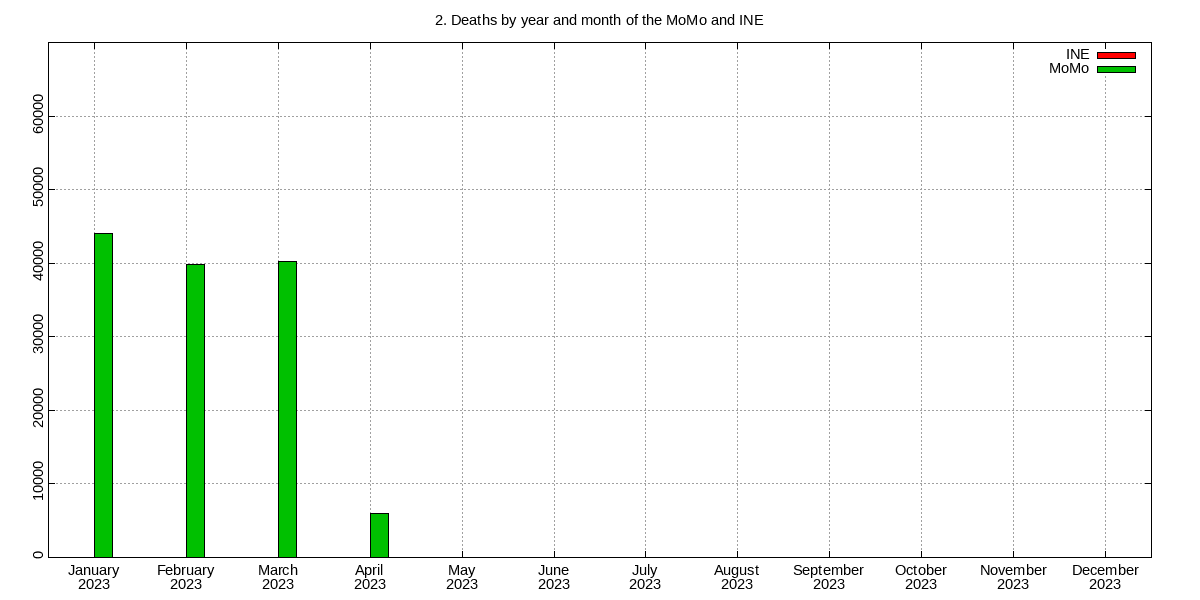 2. Deaths by year and month of the MoMo and INE
INE
MoMo
60000
50000
40000
30000
20000
10000
0
January February March April May June July August September October November December
2023 2023 2023 2023 2023 2023 2023 2023 2023 2023 2023 2023